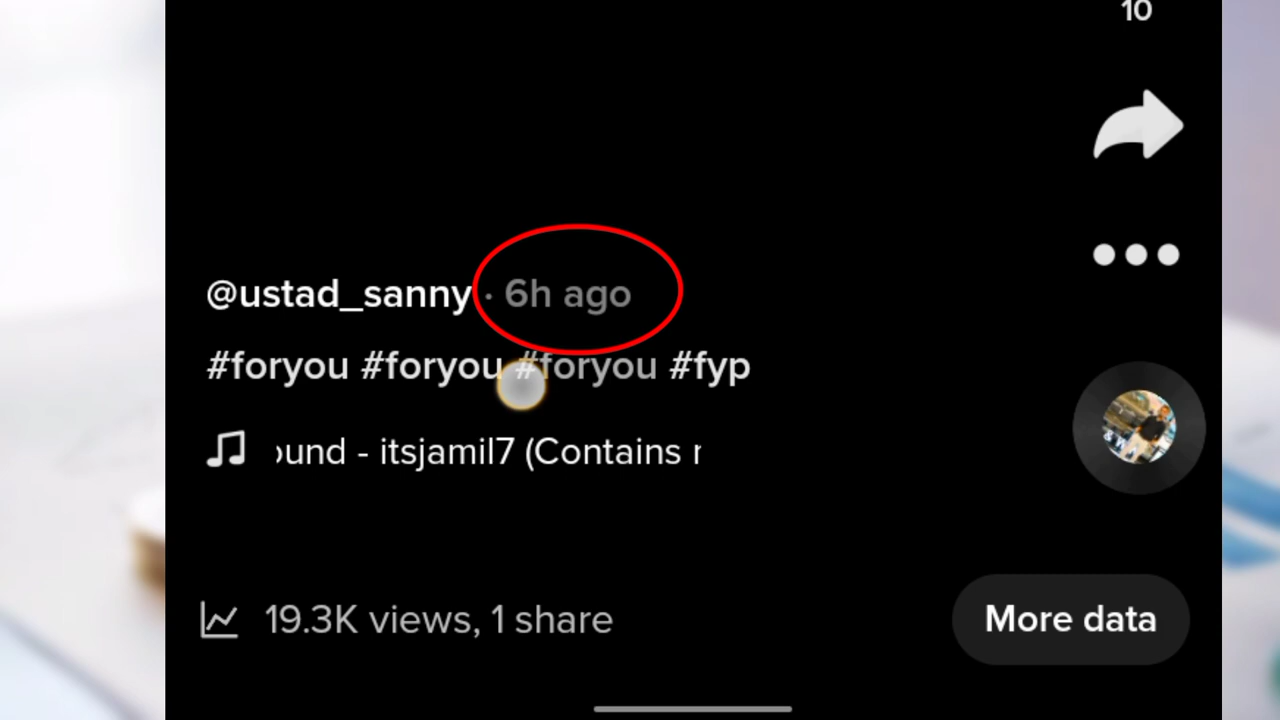 10
@ustad_sanny · 6h ago
#foryou #foryou #foryou #fyp
ound - itsjamil7 (Contains
19.3K views, 1 share
More data